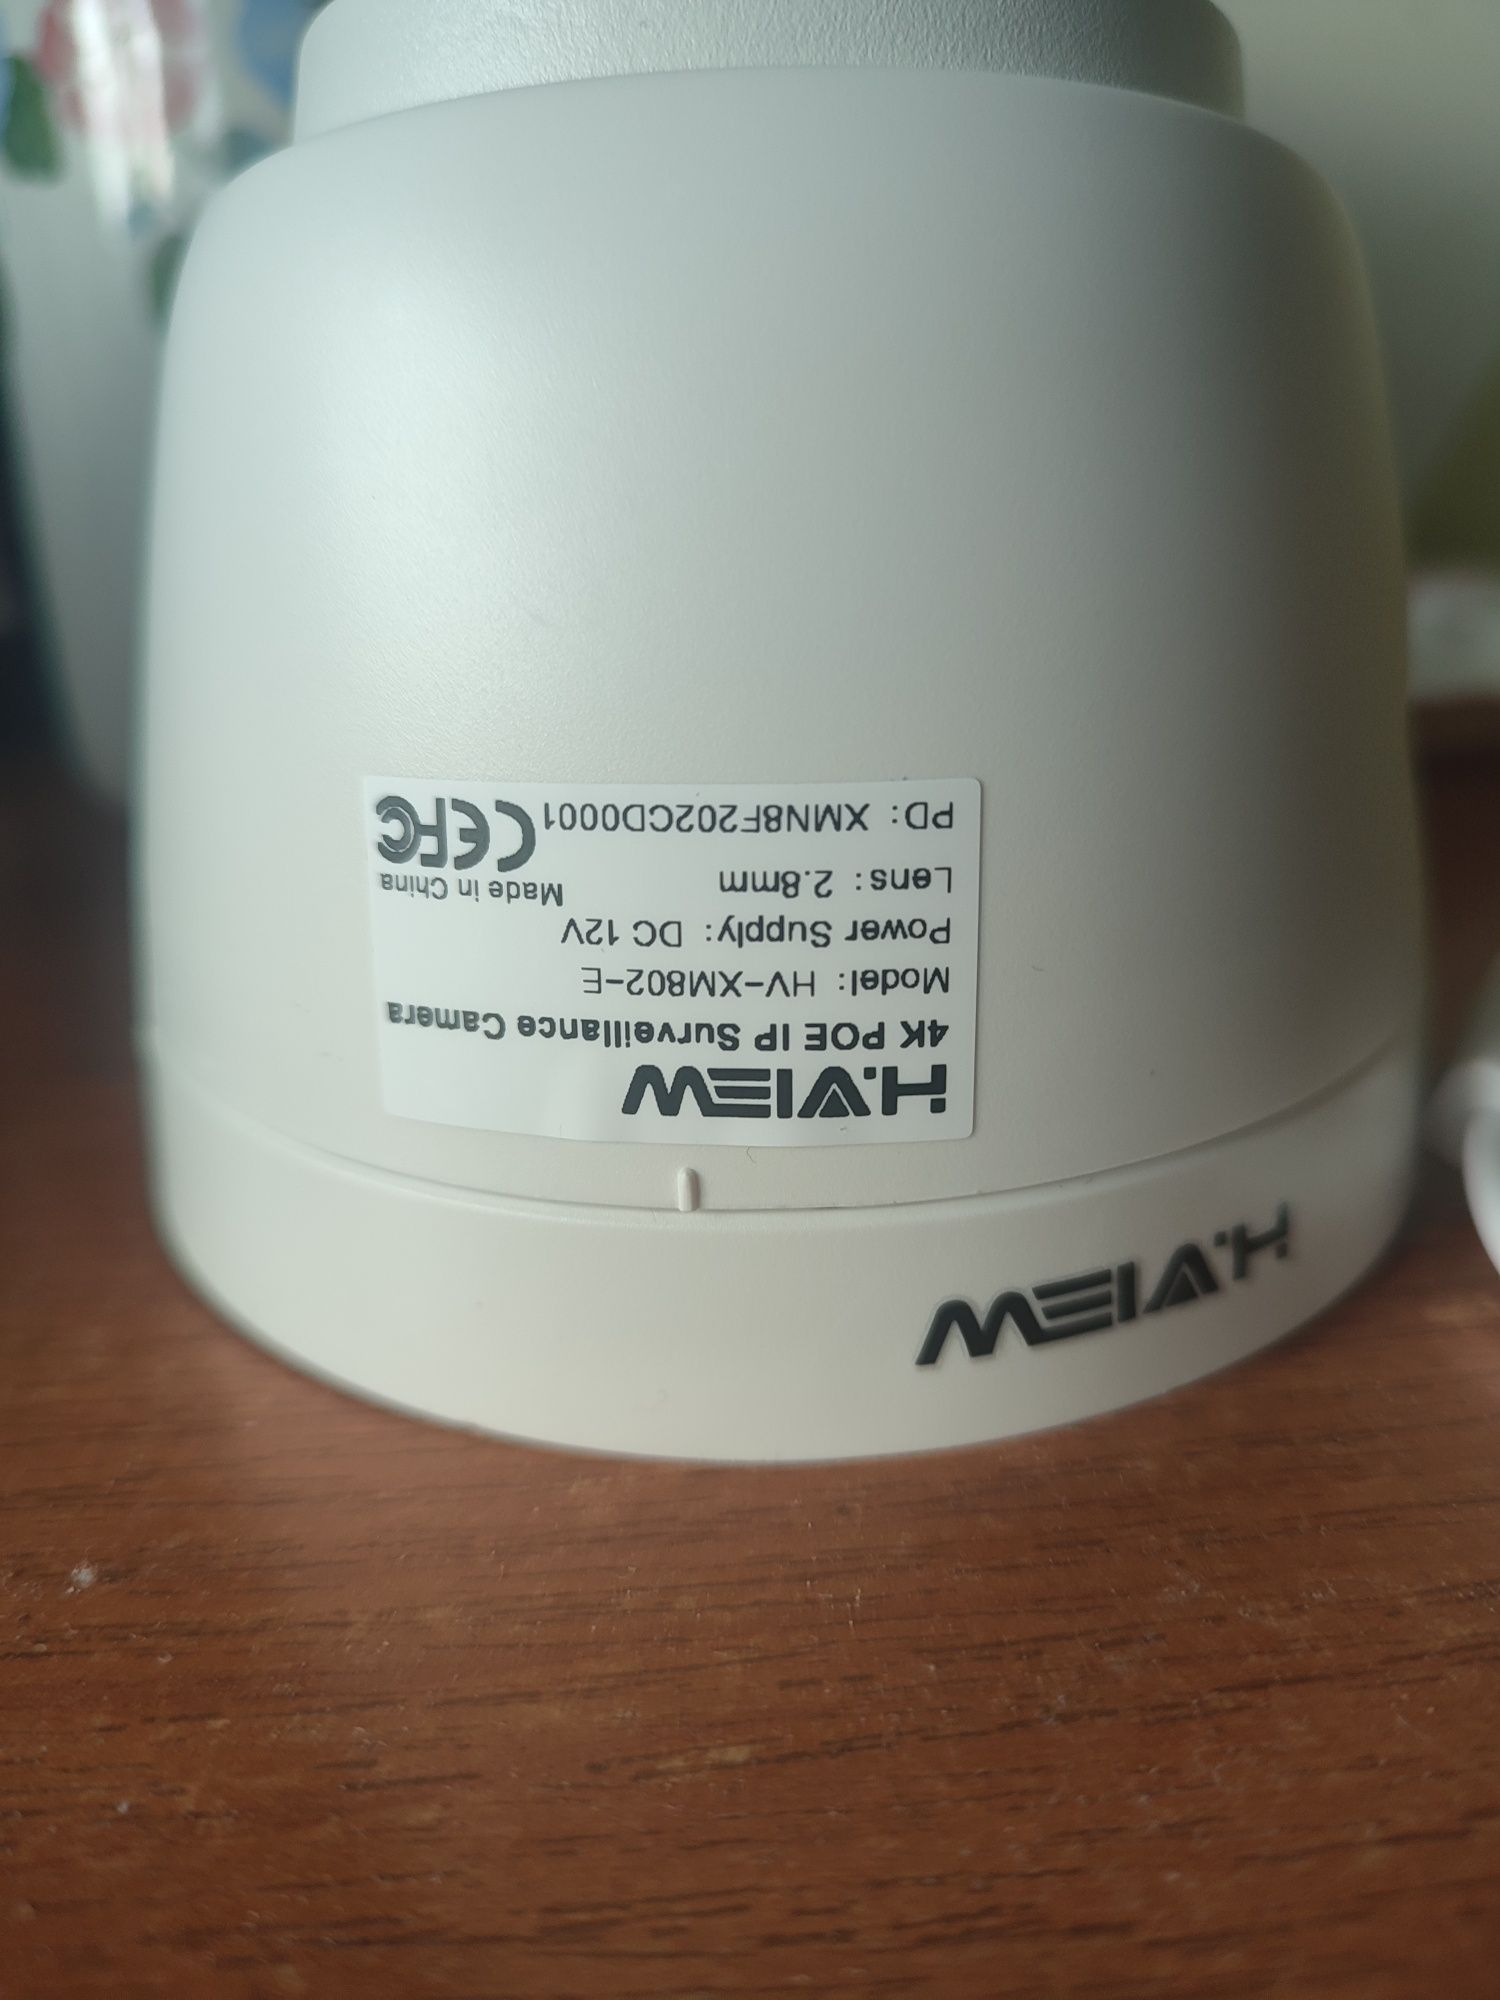 H.VIEW
4K POE IP Surveillance Camera
Model: HV-XM802-E
Power Supply: DC 12V
Lens: 2.8mm
Made in China
PD: XMN8F202CD0001
CE FC
H.VIEW